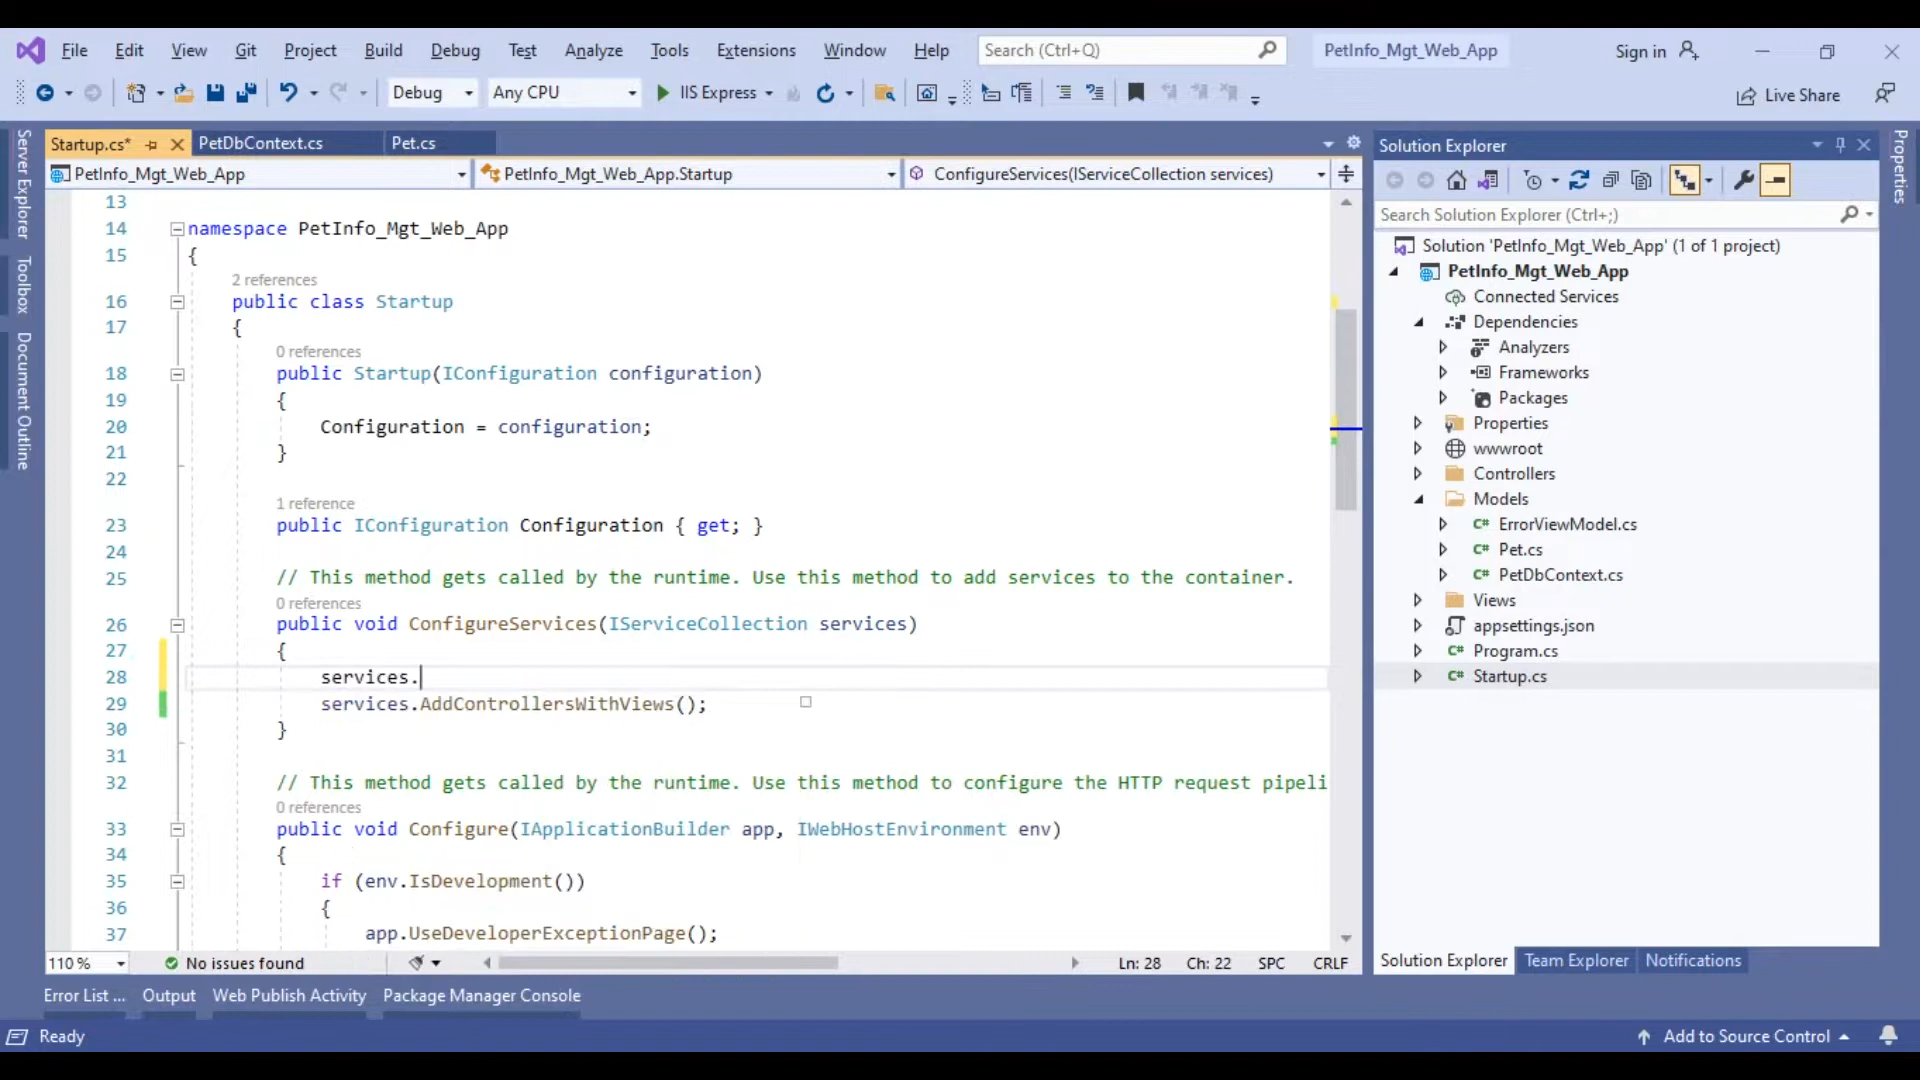 File Edit View Git Project Build Debug Test Analyze Tools Extensions Window Help Search (Ctrl+Q) PetInfo_Mgt_Web_App Sign in
Debug Any CPU IIS Express Live Share
Server Explorer
Toolbox
Document Outline
Startup.cs* PetDbContext.cs Pet.cs
PetInfo_Mgt_Web_App PetInfo_Mgt_Web_App.Startup ConfigureServices(IServiceCollection services)
13
14 namespace PetInfo_Mgt_Web_App
15 {
2 references
16 public class Startup
17 {
0 references
18 public Startup(IConfiguration configuration)
19 {
20 Configuration = configuration;
21 }
22
1 reference
23 public IConfiguration Configuration { get; }
24
25 // This method gets called by the runtime. Use this method to add services to the container.
0 references
26 public void ConfigureServices(IServiceCollection services)
27 {
28 services.
29 services.AddControllersWithViews();
30 }
31
32 // This method gets called by the runtime. Use this method to configure the HTTP request pipeli
0 references
33 public void Configure(IApplicationBuilder app, IWebHostEnvironment env)
34 {
35 if (env.IsDevelopment())
36 {
37 app.UseDeveloperExceptionPage();
110 % No issues found Ln: 28 Ch: 22 SPC CRLF
Solution Explorer
Search Solution Explorer (Ctrl+;)
Solution 'PetInfo_Mgt_Web_App' (1 of 1 project)
PetInfo_Mgt_Web_App
Connected Services
Dependencies
Analyzers
Frameworks
Packages
Properties
wwwroot
Controllers
Models
C# ErrorViewModel.cs
C# Pet.cs
C# PetDbContext.cs
Views
appsettings.json
C# Program.cs
C# Startup.cs
Solution Explorer Team Explorer Notifications
Properties
Error List ... Output Web Publish Activity Package Manager Console
Ready Add to Source Control